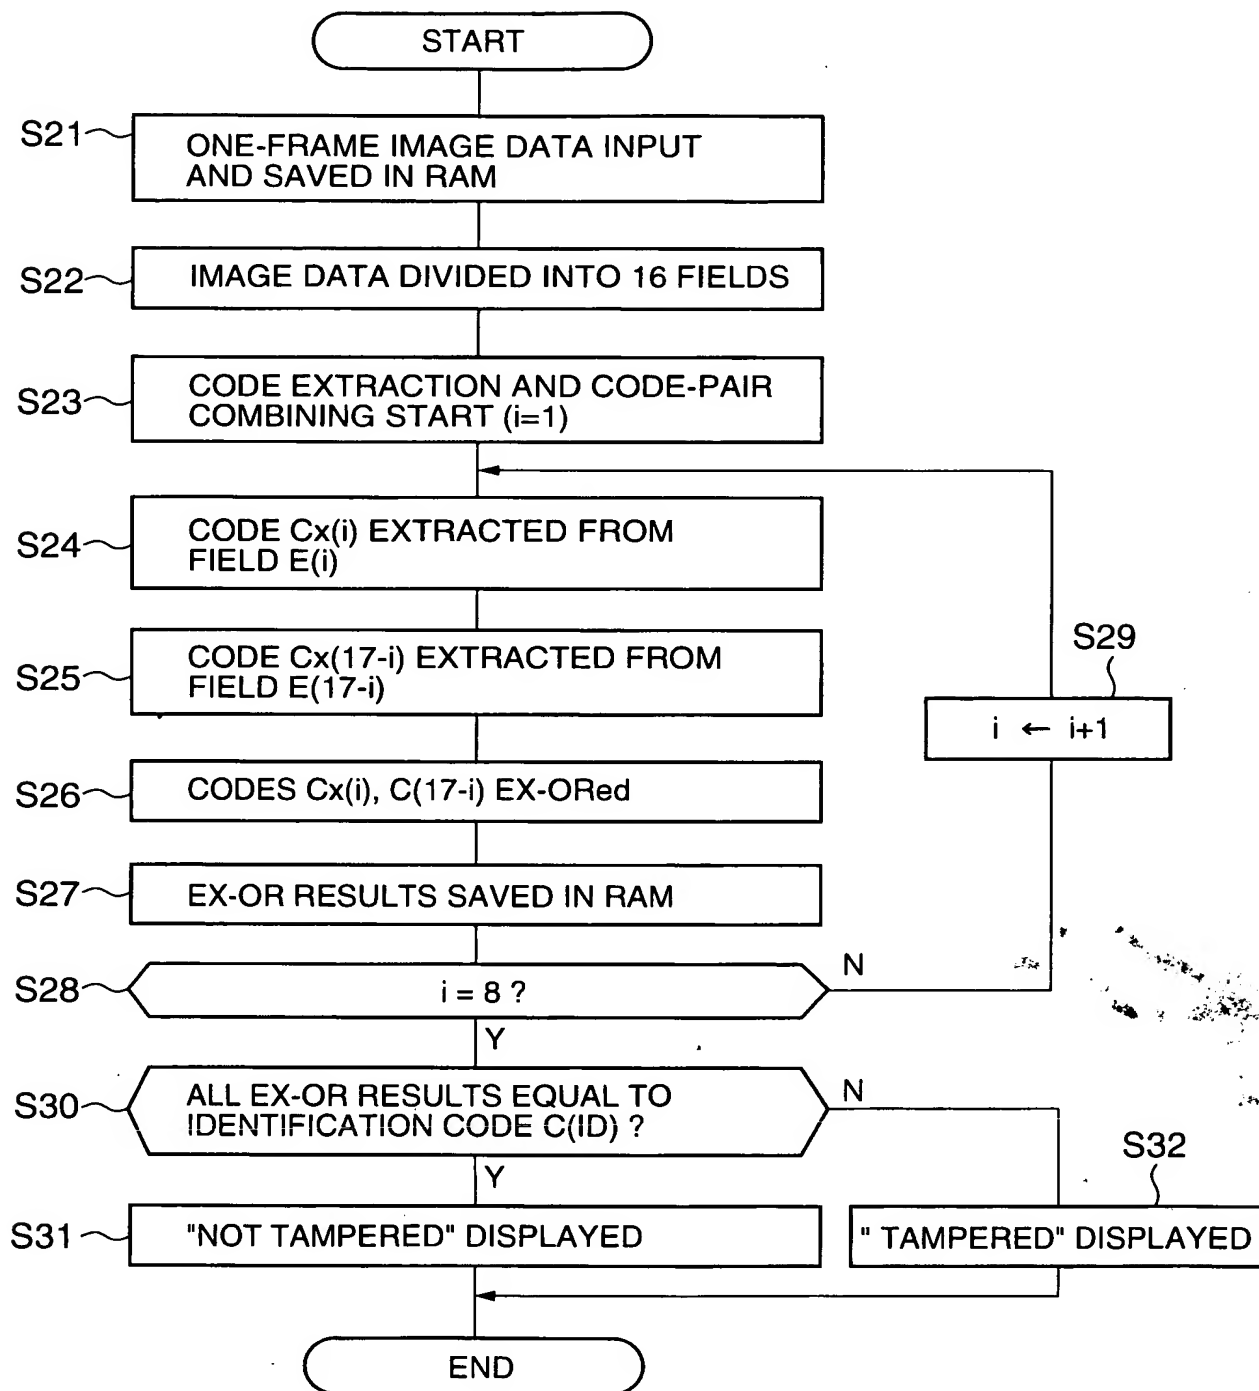 START
S21
ONE-FRAME IMAGE DATA INPUT
AND SAVED IN RAM
S22
IMAGE DATA DIVIDED INTO 16 FIELDS
S23
CODE EXTRACTION AND CODE-PAIR
COMBINING START (i=1)
S24
CODE Cx(i) EXTRACTED FROM
FIELD E(i)
S25
CODE Cx(17-i) EXTRACTED FROM
FIELD E(17-i)
S29
i ← i+1
S26
CODES Cx(i), C(17-i) EX-ORed
S27
EX-OR RESULTS SAVED IN RAM
S28
i = 8 ?
N
Y
S30
ALL EX-OR RESULTS EQUAL TO
IDENTIFICATION CODE C(ID) ?
N
Y
S32
S31
"NOT TAMPERED" DISPLAYED
" TAMPERED" DISPLAYED
END